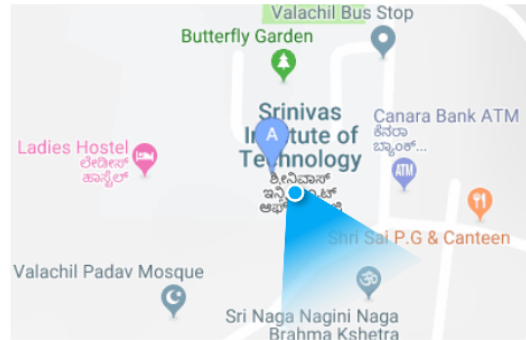 Valachil Bus Stop
Butterfly Garden
Srinivas
Technology
Institute of
Canara Bank ATM
ಕೆನರಾ
ಬ್ಯಾಂಕ್...
ATM
A
Ladies Hostel
ಲೇಡೀಸ್
ಹಾಸ್ಟೆಲ್
ಶ್ರೀನಿವಾಸ್
Shri Sai P.G & Canteen
Valachil Padav Mosque
Sri Naga Nagini Naga
Brahma Kshetra